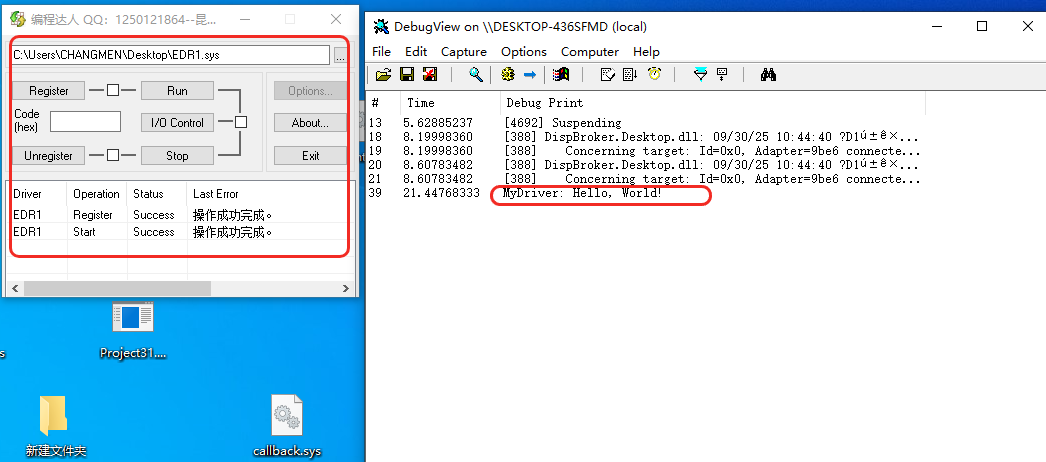 编程达人 QQ：1250121864--昆...
C:\Users\CHANGMEN\Desktop\EDR1.sys
...
Register
Run
Options...
Code
(hex)
I/O Control
About...
Unregister
Stop
Exit
Driver Operation Status Last Error
EDR1 Register Success 操作成功完成。
EDR1 Start Success 操作成功完成。
Project31....
新建文件夹
callback.sys
DebugView on \\DESKTOP-436SFMD (local)
File Edit Capture Options Computer Help
# Time Debug Print
13 5.62885237 [4692] Suspending
18 8.19998360 [388] DispBroker.Desktop.dll: 09/30/25 10:44:40 ?D1ú±ê×...
19 8.19998360 [388] Concerning target: Id=0x0, Adapter=9be6 connecte...
20 8.60783482 [388] DispBroker.Desktop.dll: 09/30/25 10:44:40 ?D1ú±ê×...
21 8.60783482 [388] Concerning target: Id=0x0, Adapter=9be6 connecte...
39 21.44768333 MyDriver: Hello, World!